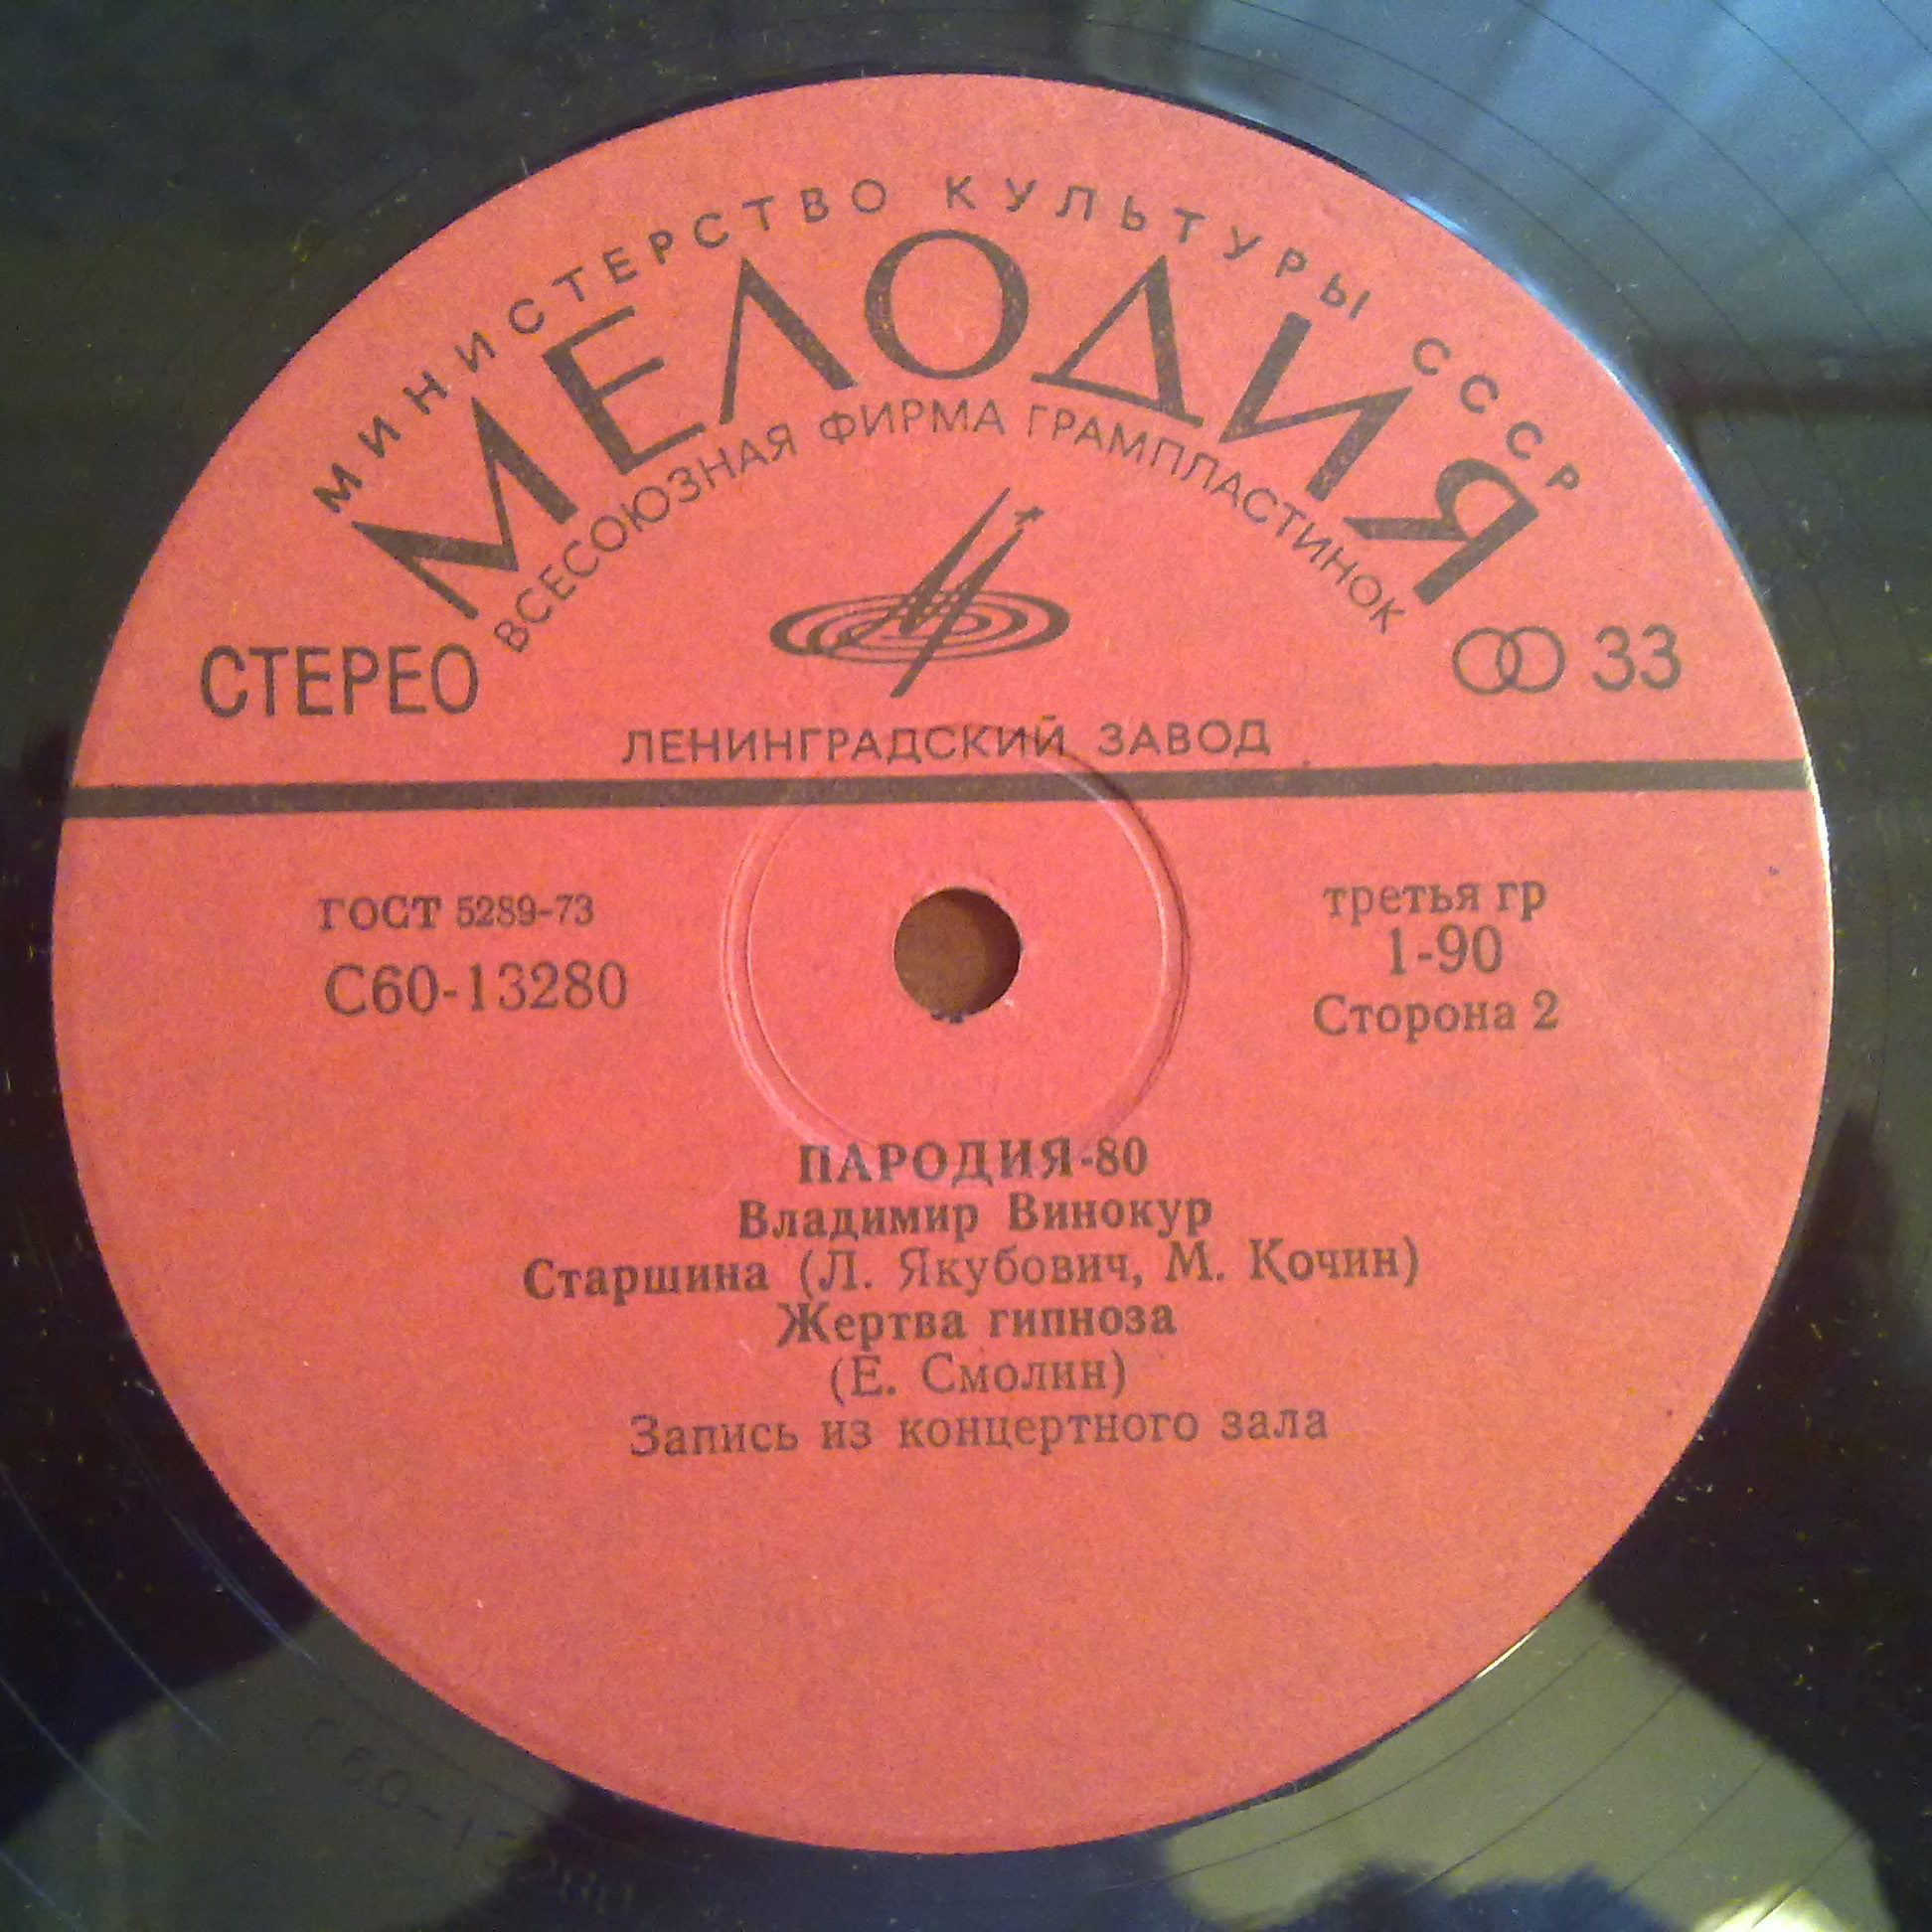 МИНИСТЕРСТВО КУЛЬТУРЫ СССР
МЕЛОДИЯ
ВСЕСОЮЗНАЯ ФИРМА ГРАМПЛАСТИНОК
СТЕРЕО
33
ЛЕНИНГРАДСКИЙ ЗАВОД
ГОСТ 5289-73
С60-13280
третья гр
1-90
Сторона 2
ПАРОДИЯ-80
Владимир Винокур
Старшина (Л. Якубович, М. Кочин)
Жертва гипноза
(Е. Смолин)
Запись из концертного зала